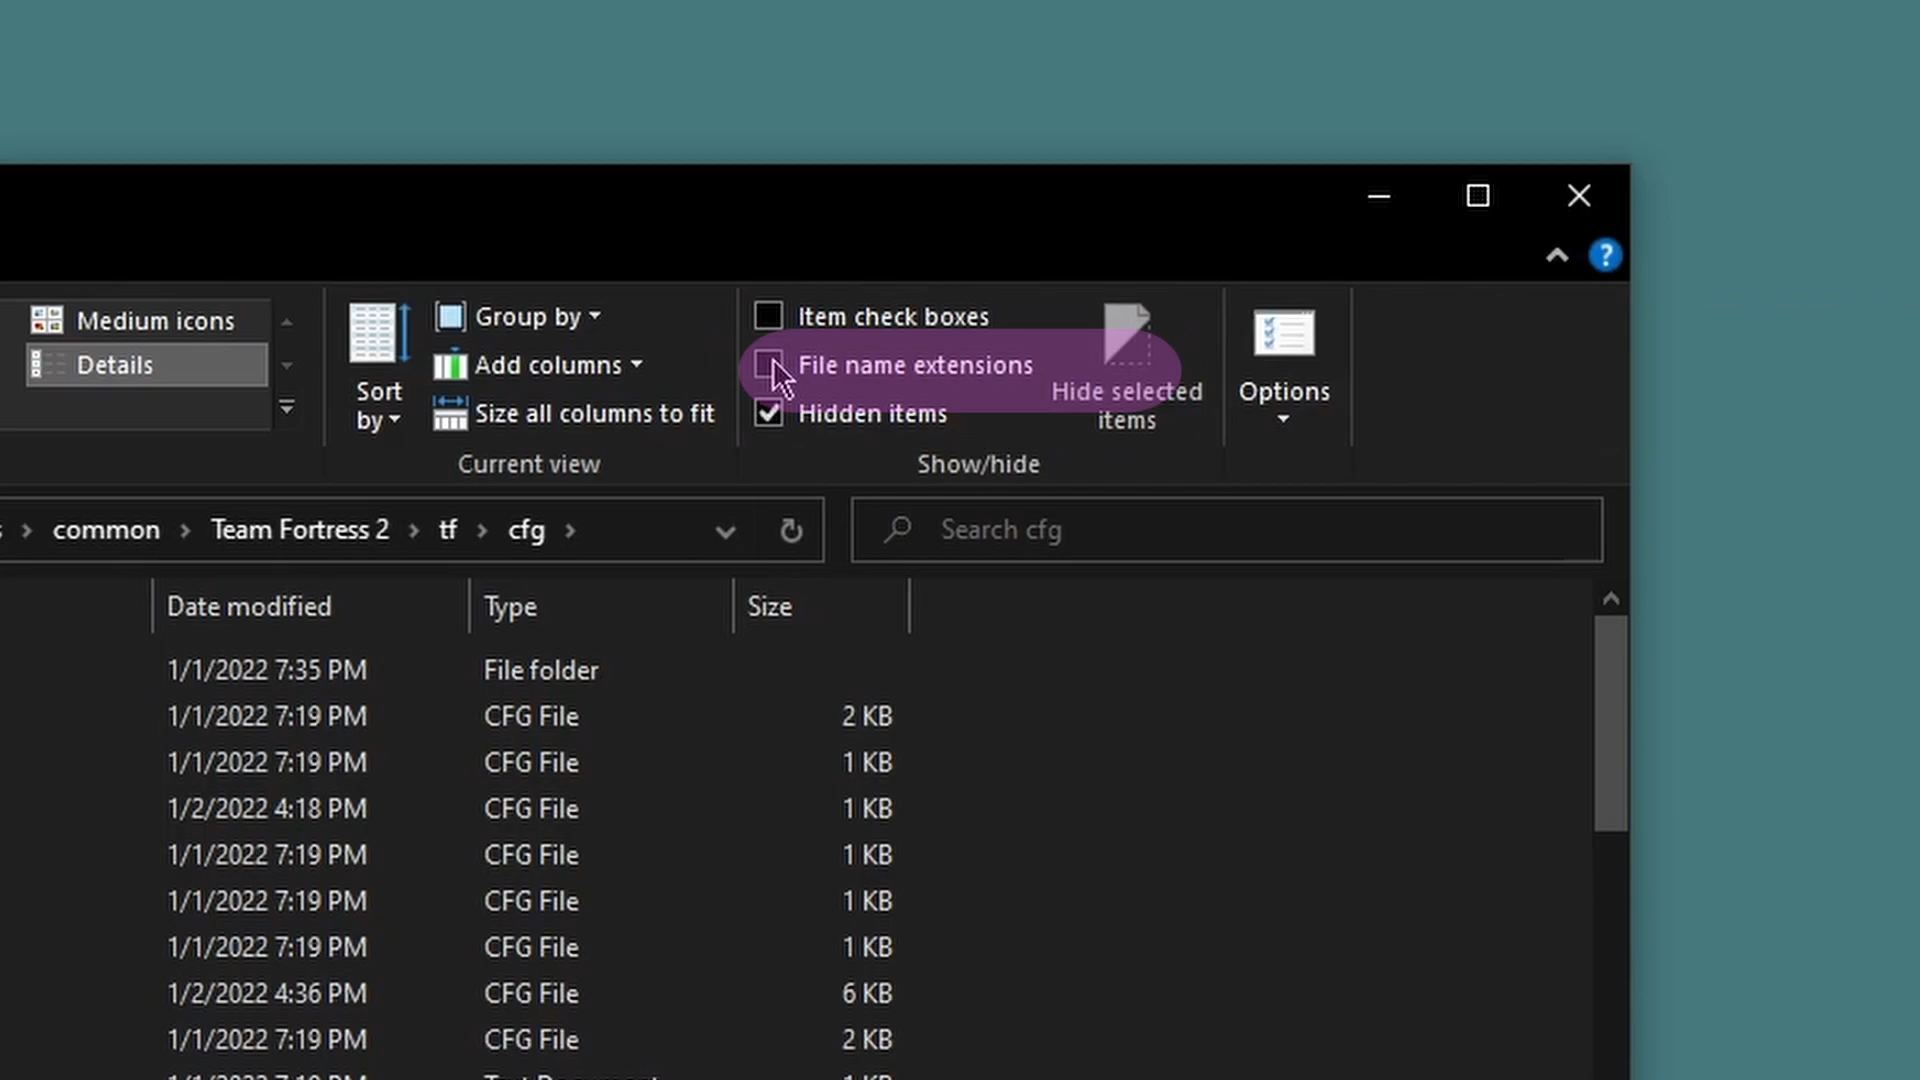 ?
Medium icons
Details
Sort
by
Group by
Add columns
Size all columns to fit
Current view
Item check boxes
File name extensions
Hidden items
Hide selected
items
Show/hide
Options
common
Team Fortress 2
tf
cfg
Search cfg
Date modified Type Size
1/1/2022 7:35 PM File folder
1/1/2022 7:19 PM CFG File 2 KB
1/1/2022 7:19 PM CFG File 1 KB
1/2/2022 4:18 PM CFG File 1 KB
1/1/2022 7:19 PM CFG File 1 KB
1/1/2022 7:19 PM CFG File 1 KB
1/1/2022 7:19 PM CFG File 1 KB
1/2/2022 4:36 PM CFG File 6 KB
1/1/2022 7:19 PM CFG File 2 KB